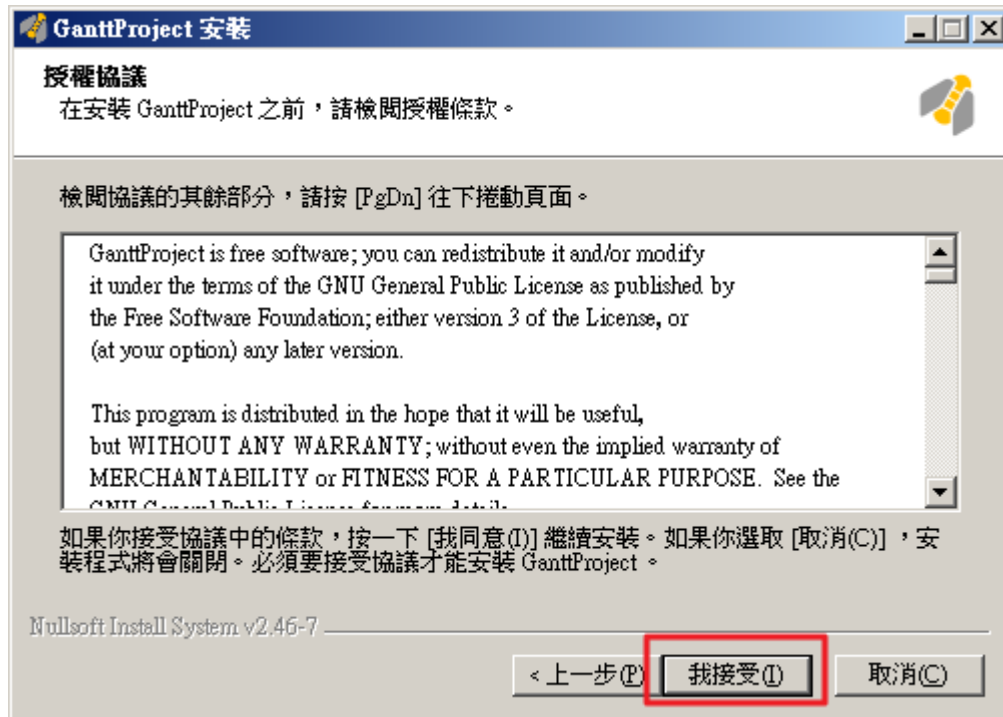 GanttProject 安裝
授權協議
在安裝 GanttProject 之前，請檢閱授權條款。
檢閱協議的其餘部分，請按 [PgDn] 往下捲動頁面。
GanttProject is free software; you can redistribute it and/or modify
it under the terms of the GNU General Public License as published by
the Free Software Foundation; either version 3 of the License, or
(at your option) any later version.
This program is distributed in the hope that it will be useful,
but WITHOUT ANY WARRANTY; without even the implied warranty of
MERCHANTABILITY or FITNESS FOR A PARTICULAR PURPOSE.  See the
GNU General Public License for more details
如果你接受協議中的條款，按一下 [我同意(I)] 繼續安裝。如果你選取 [取消(C)] ，安
裝程式將會關閉。必須要接受協議才能安裝 GanttProject 。
Nullsoft Install System v2.46-7
< 上一步(P)
我接受(I)
取消(C)